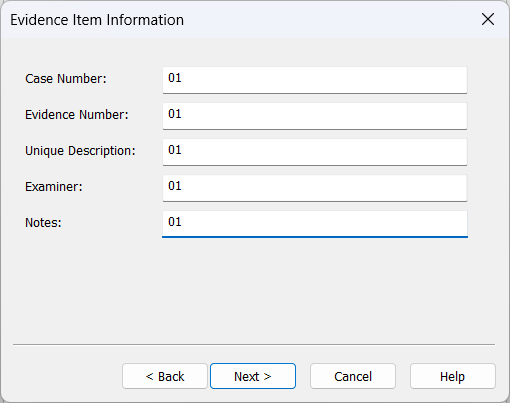 Evidence Item Information
Case Number: 01
Evidence Number: 01
Unique Description: 01
Examiner: 01
Notes: 01
< Back Next > Cancel Help